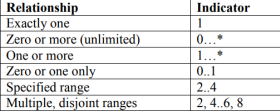 Relationship Indicator
Exactly one 1
Zero or more (unlimited) 0…*
One or more 1…*
Zero or one only 0..1
Specified range 2..4
Multiple, disjoint ranges 2, 4..6, 8